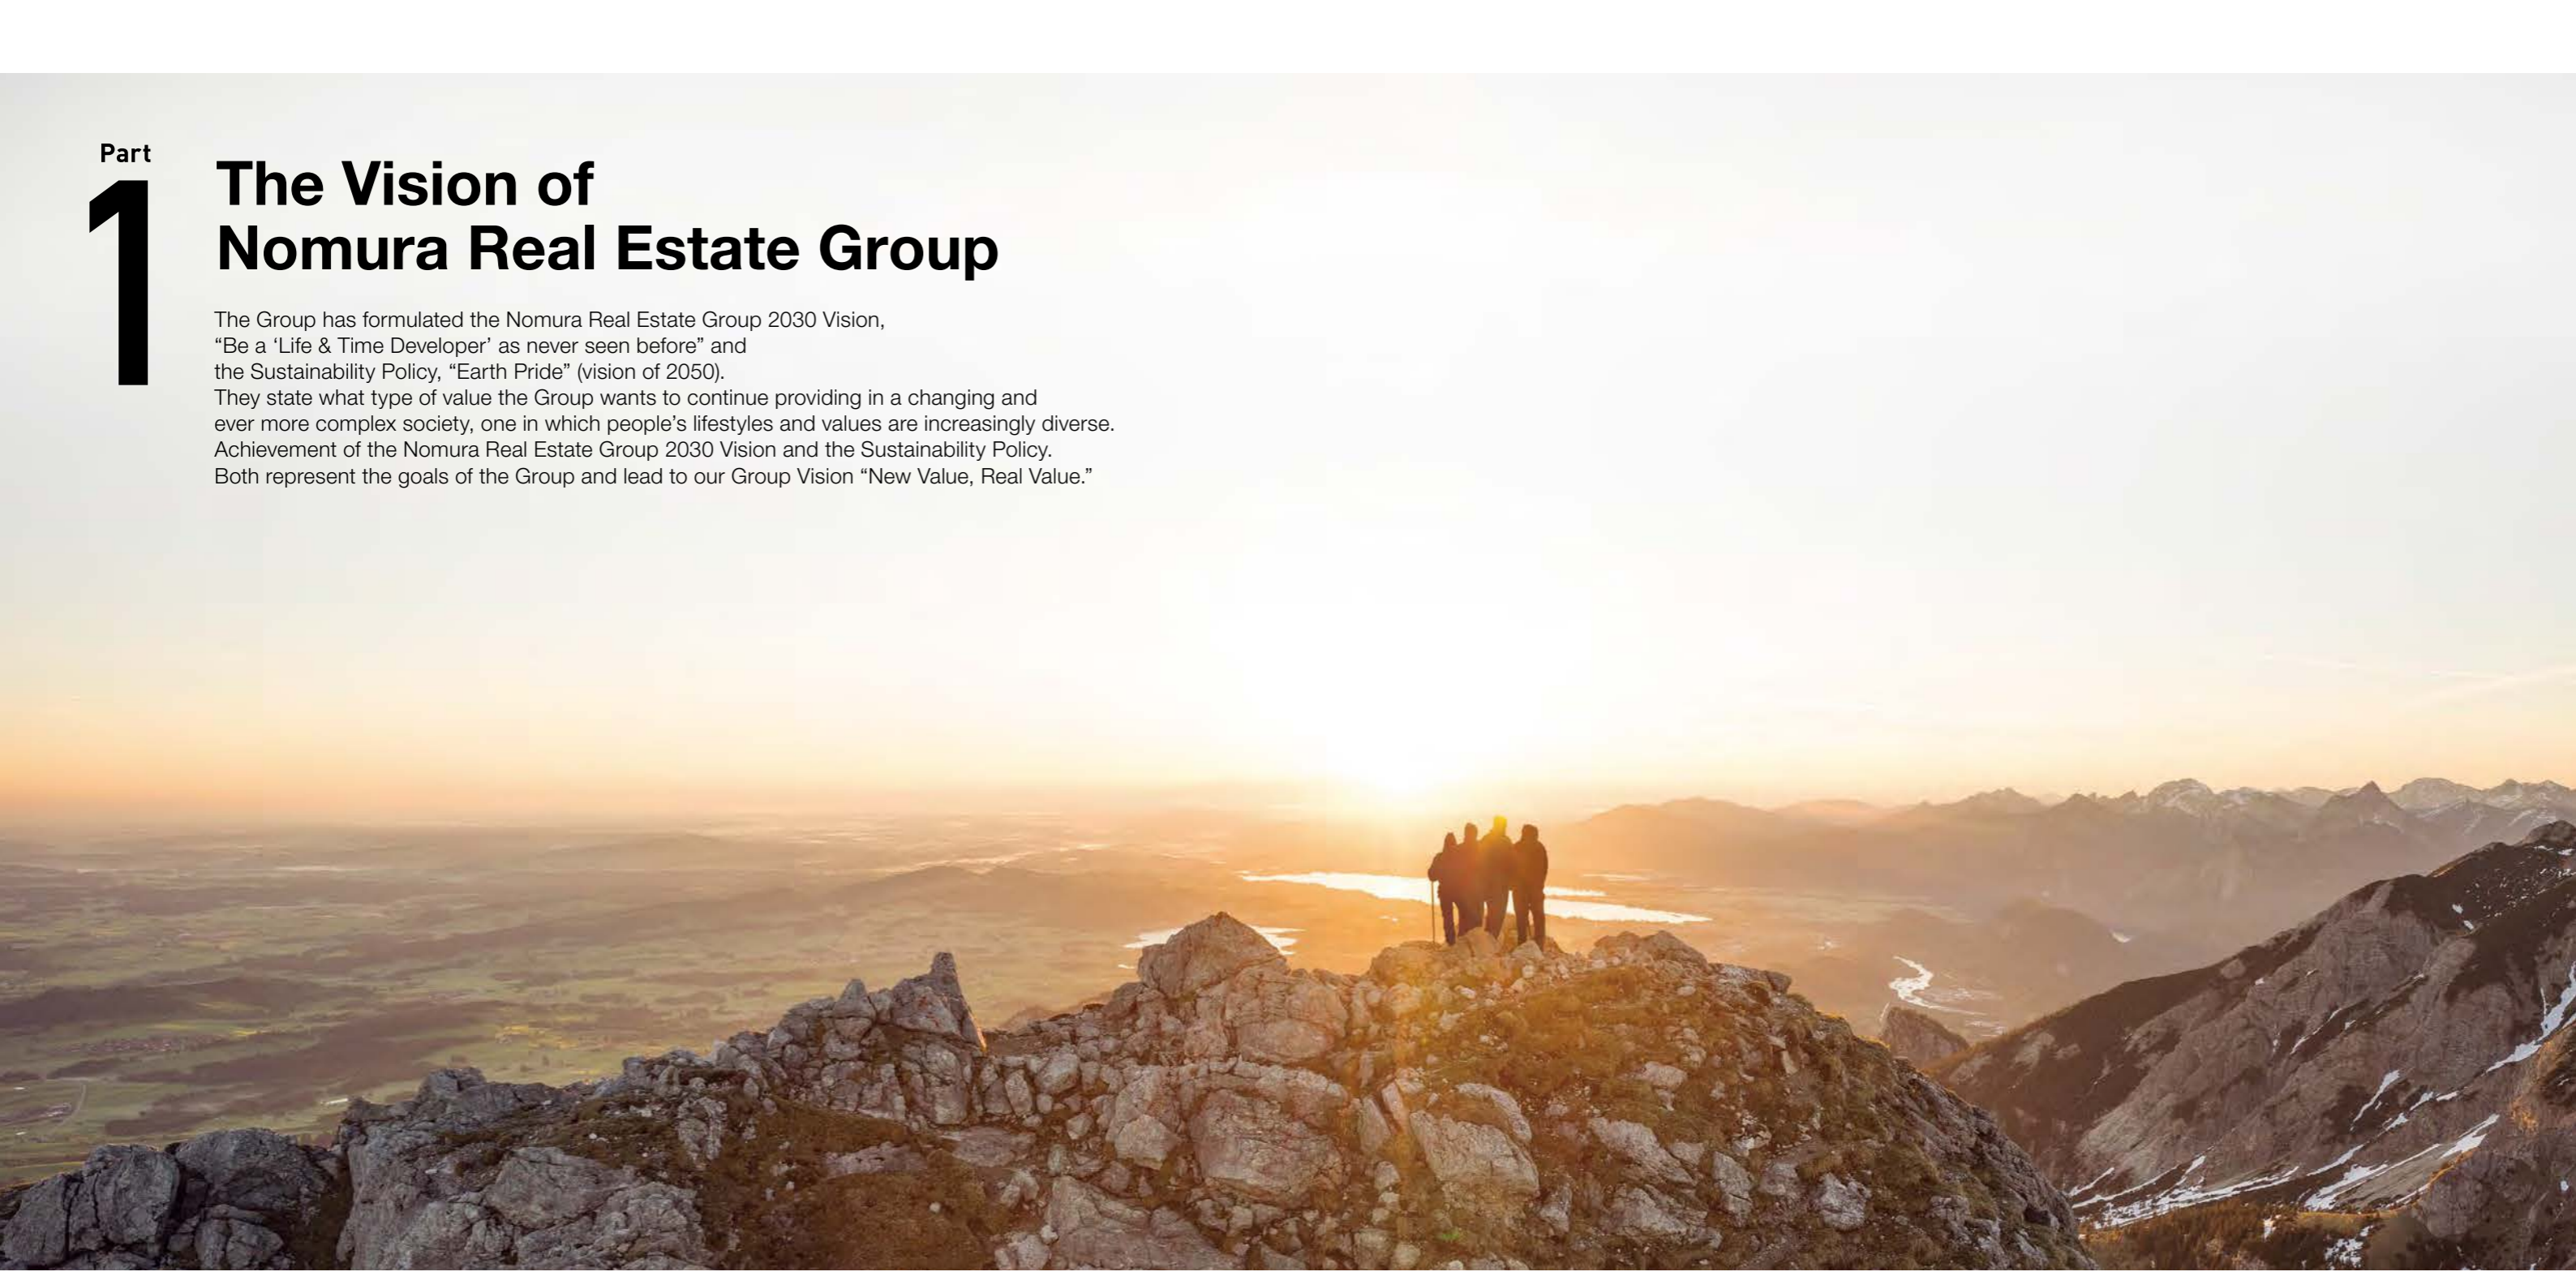 Part
1
The Vision of
Nomura Real Estate Group
The Group has formulated the Nomura Real Estate Group 2030 Vision,
“Be a ‘Life & Time Developer’ as never seen before” and
the Sustainability Policy, “Earth Pride” (vision of 2050).
They state what type of value the Group wants to continue providing in a changing and
ever more complex society, one in which people’s lifestyles and values are increasingly diverse.
Achievement of the Nomura Real Estate Group 2030 Vision and the Sustainability Policy.
Both represent the goals of the Group and lead to our Group Vision “New Value, Real Value.”